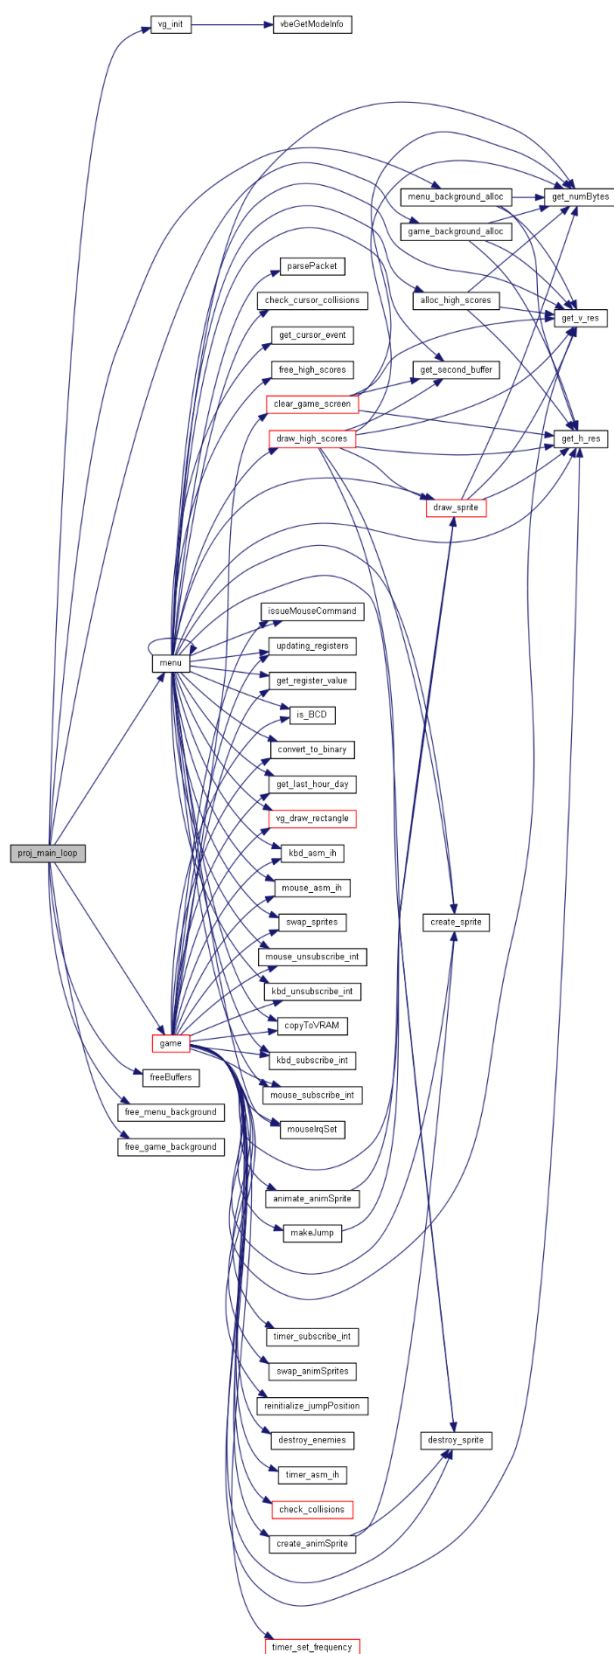 vg_init
vbeGetModeInfo
menu_background_alloc
get_numBytes
game_background_alloc
parsePacket
check_cursor_collisions
alloc_high_scores
get_v_res
get_cursor_event
free_high_scores
get_second_buffer
clear_game_screen
draw_high_scores
get_h_res
draw_sprite
issueMouseCommand
updating_registers
menu
get_register_value
is_BCD
convert_to_binary
get_last_hour_day
vg_draw_rectangle
proj_main_loop
kbd_asm_ih
mouse_asm_ih
swap_sprites
create_sprite
mouse_unsubscribe_int
kbd_unsubscribe_int
copyToVRAM
game
kbd_subscribe_int
freeBuffers
mouse_subscribe_int
free_menu_background
mouseIrqSet
free_game_background
animate_animSprite
makeJump
timer_subscribe_int
swap_animSprites
reinitialize_jumpPosition
destroy_enemies
destroy_sprite
timer_asm_ih
check_collisions
create_animSprite
timer_set_frequency